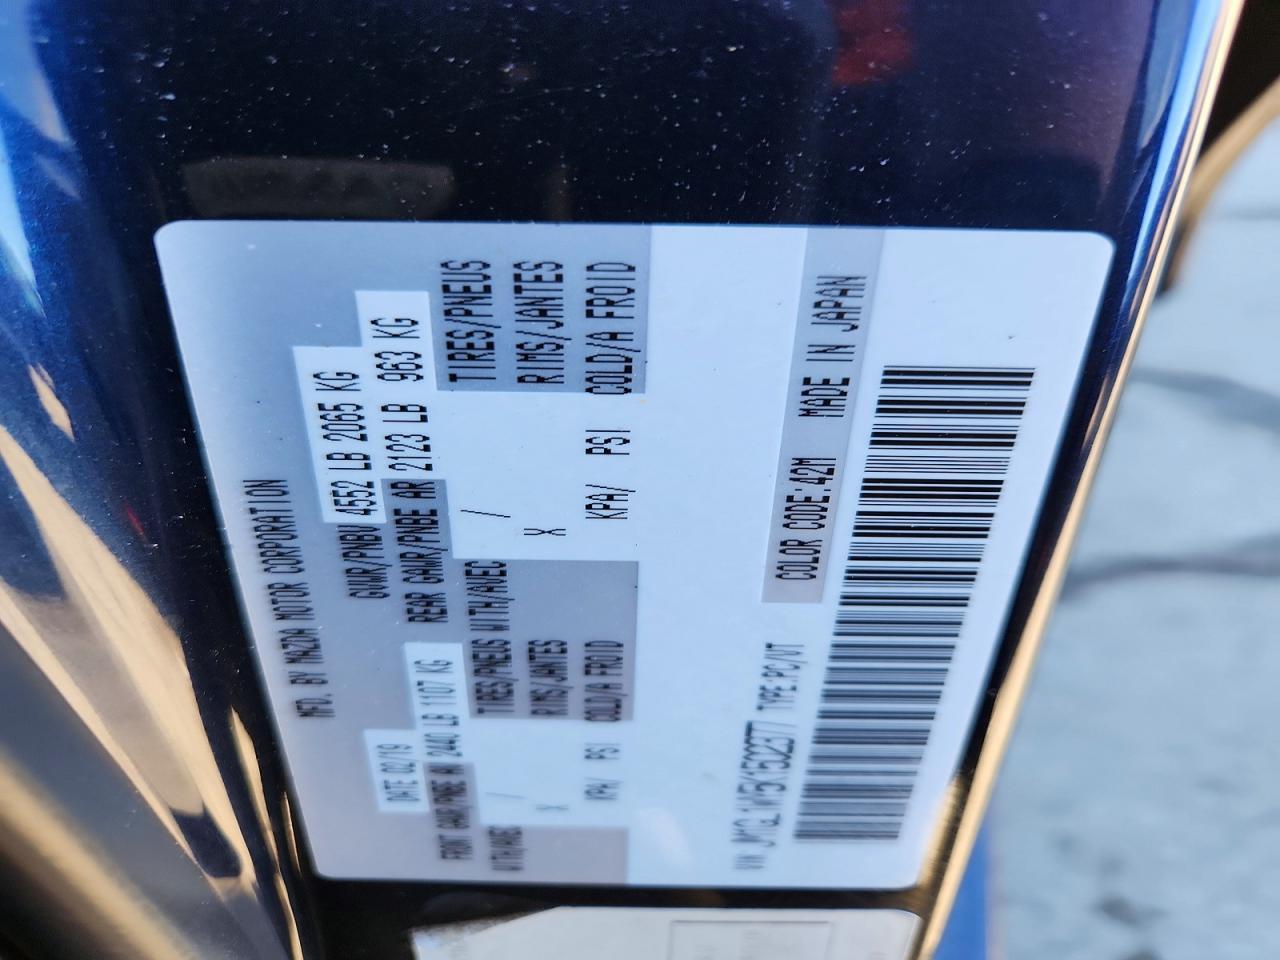 MFD. BY MAZDA MOTOR CORPORATION
DATE 02/19 GVWR/PNBV 4552 LB 2065 KG
FRONT GAWR/PNBE AV 2440 LB 1107 KG REAR GAWR/PNBE AR 2123 LB 963 KG
WITH/AVEC / TIRES/PNEUS WITH/AVEC / TIRES/PNEUS
X RIMS/JANTES X RIMS/JANTES
KPA/ PSI COLD/A FROID KPA/ PSI COLD/A FROID
VIN TYPE:PC/VT COLOR CODE:42M MADE IN JAPAN